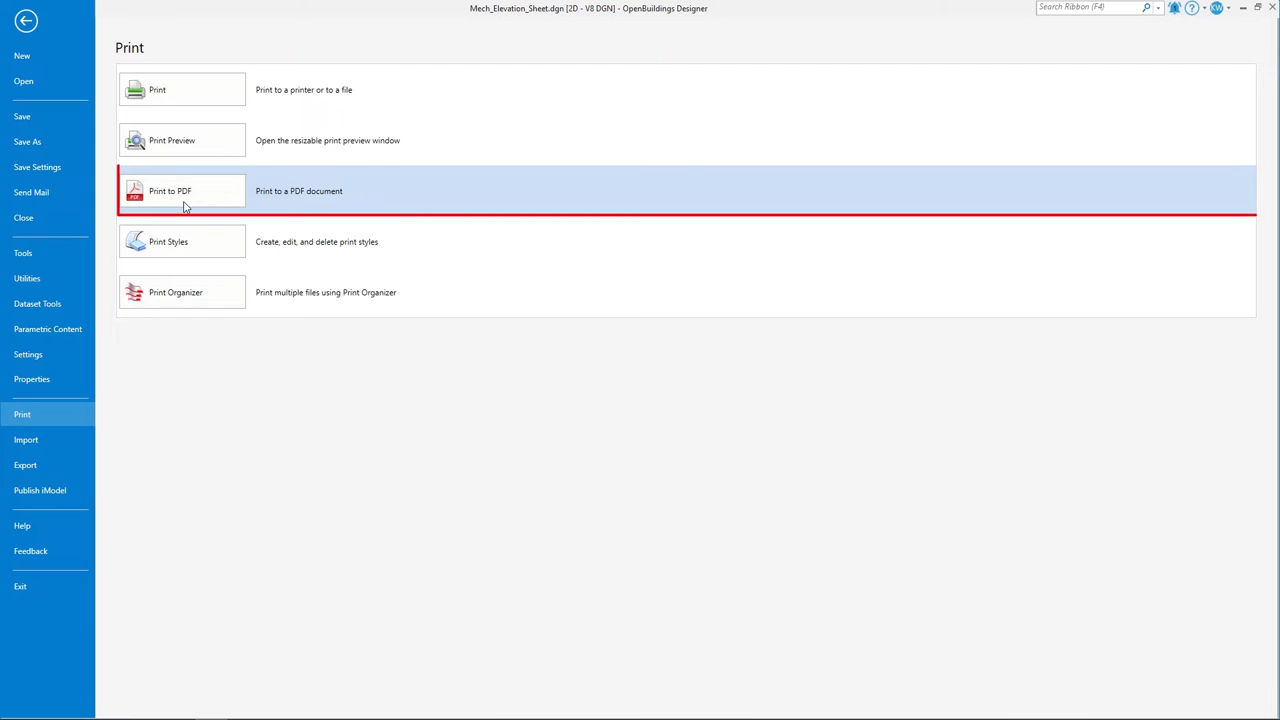 Mech_Elevation_Sheet.dgn [2D - V8 DGN] - OpenBuildings Designer
Search Ribbon (F4)
?
KW
New
Open
Save
Save As
Save Settings
Send Mail
Close
Tools
Utilities
Dataset Tools
Parametric Content
Settings
Properties
Print
Import
Export
Publish iModel
Help
Feedback
Exit
Print
Print
Print to a printer or to a file
Print Preview
Open the resizable print preview window
PDF
Print to PDF
Print to a PDF document
Print Styles
Create, edit, and delete print styles
Print Organizer
Print multiple files using Print Organizer